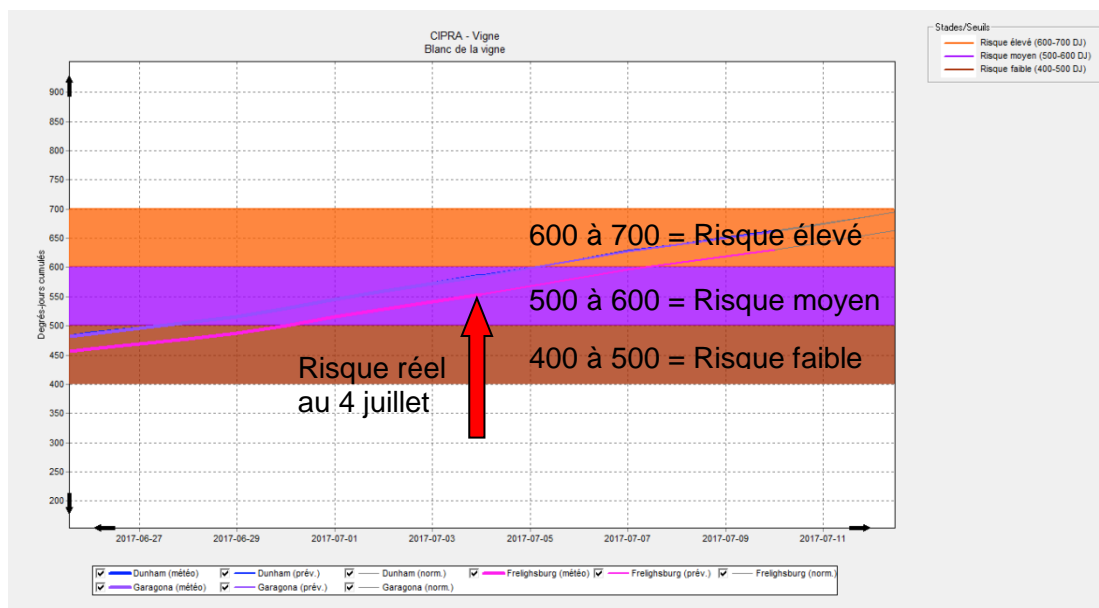 CIPRA - Vigne
Blanc de la vigne
Stades/Seuils
Risque élevé (600-700 DJ)
Risque moyen (500-600 DJ)
Risque faible (400-500 DJ)
Degrés-jours cumulés
900
850
800
750
700
650
600
550
500
450
400
350
300
250
200
600 à 700 = Risque élevé
500 à 600 = Risque moyen
400 à 500 = Risque faible
Risque réel
au 4 juillet
2017-06-27 2017-06-29 2017-07-01 2017-07-03 2017-07-05 2017-07-07 2017-07-09 2017-07-11
Dunham (météo) Dunham (prév.) Dunham (norm.) Frelighsburg (météo) Frelighsburg (prév.) Frelighsburg (norm.)
Garagona (météo) Garagona (prév.) Garagona (norm.)